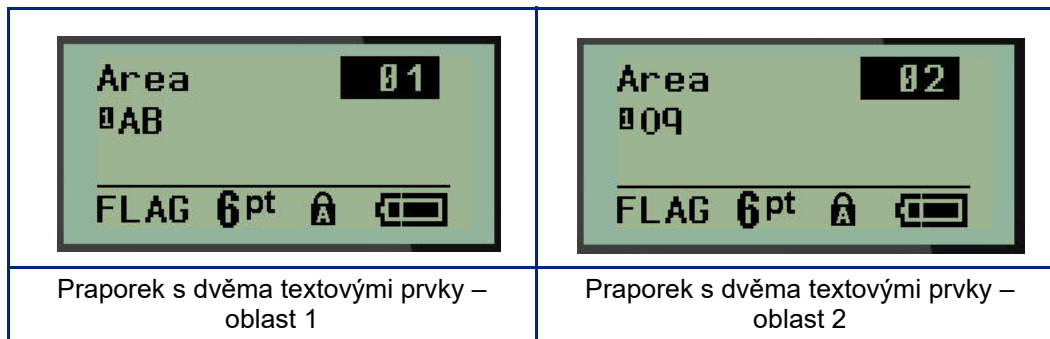 Area 01
1AB
FLAG 6pt A
Area 02
1O9
FLAG 6pt A
Praporek s dvěma textovými prvky –
oblast 1
Praporek s dvěma textovými prvky –
oblast 2